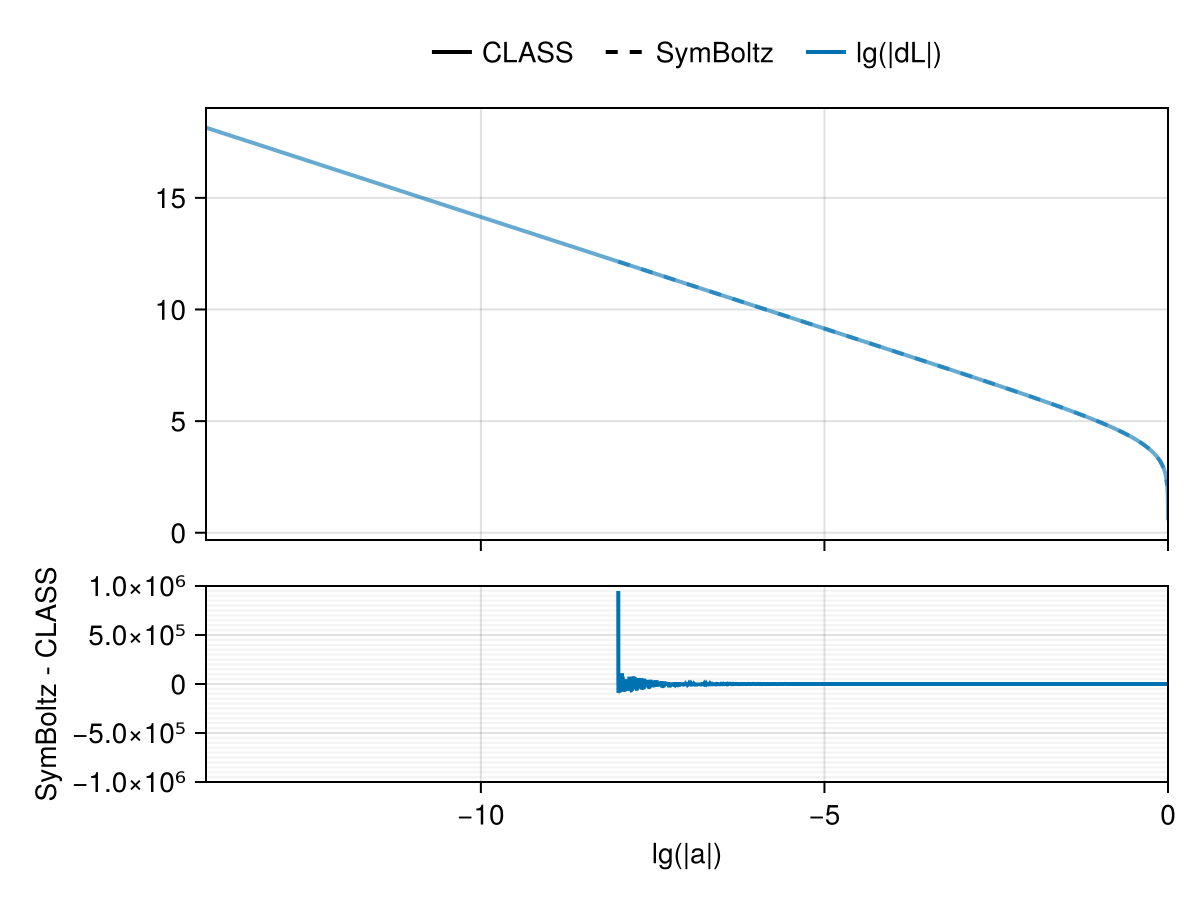 CLASS SymBoltz lg(|dL|)
15
10
5
0
SymBoltz - CLASS
1.0×10⁶
5.0×10⁵
0
−5.0×10⁵
−1.0×10⁶
−10 −5 0
lg(|a|)